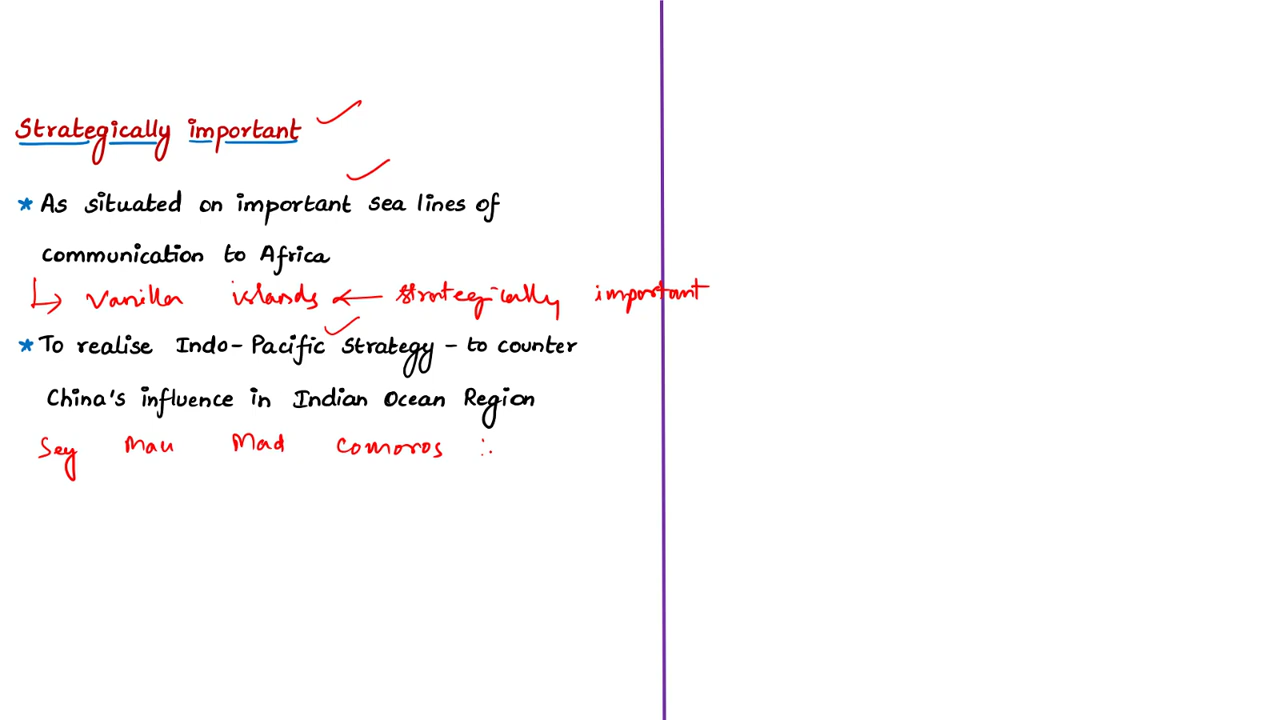 Strategically important
* As situated on important sea lines of
communication to Africa
↳ Vanilla islands ← strategically important
* To realise Indo-Pacific Strategy - to counter
China's influence in Indian Ocean Region
Sey Mau Mad Comoros